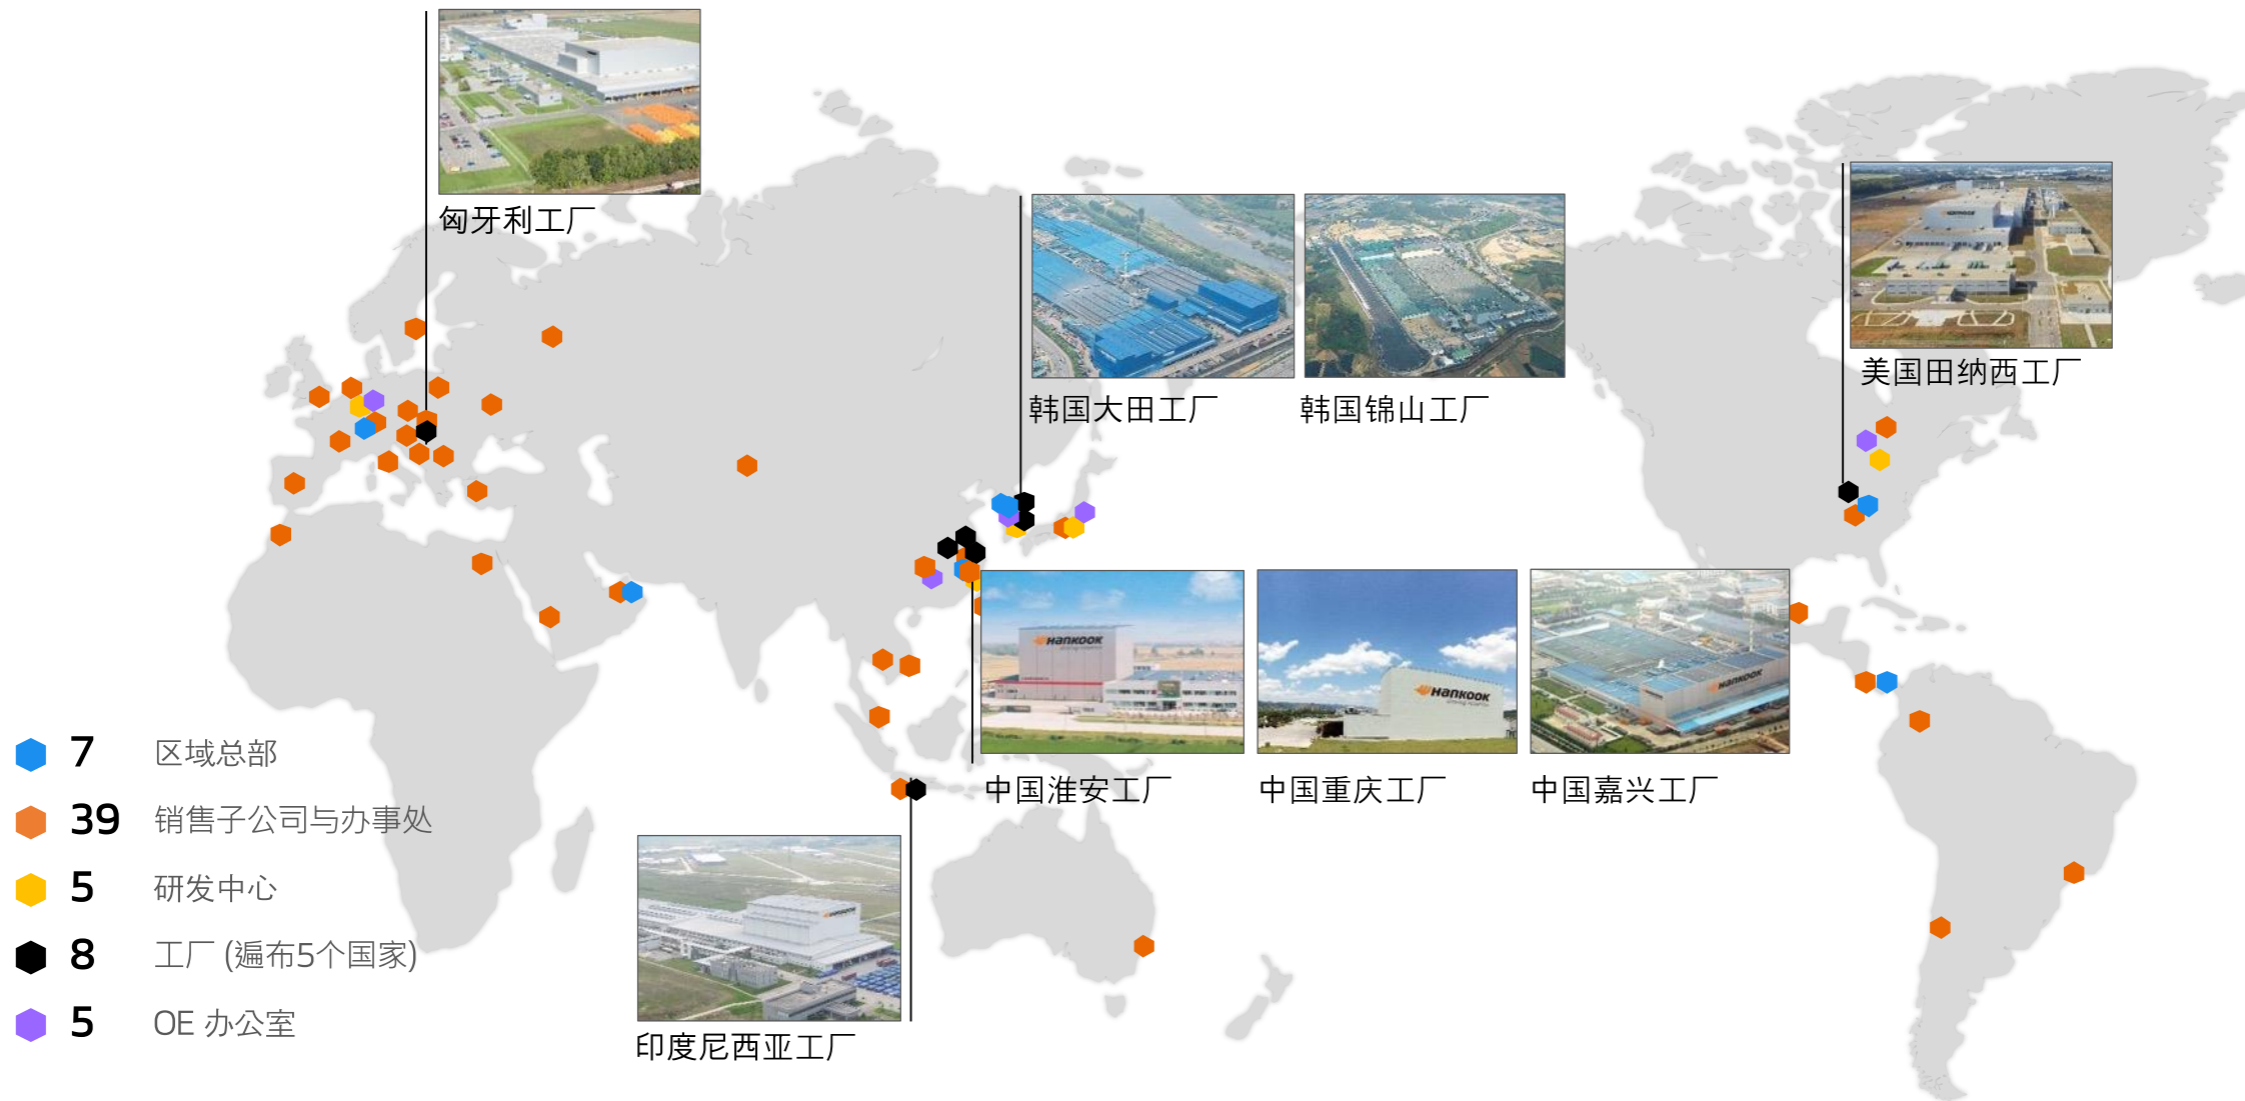 匈牙利工厂
韩国大田工厂
韩国锦山工厂
美国田纳西工厂
HANKOOK
HANKOOK
HANKOOK
中国淮安工厂
中国重庆工厂
中国嘉兴工厂
印度尼西亚工厂
7 区域总部
39 销售子公司与办事处
5 研发中心
8 工厂 (遍布5个国家)
5 OE 办公室